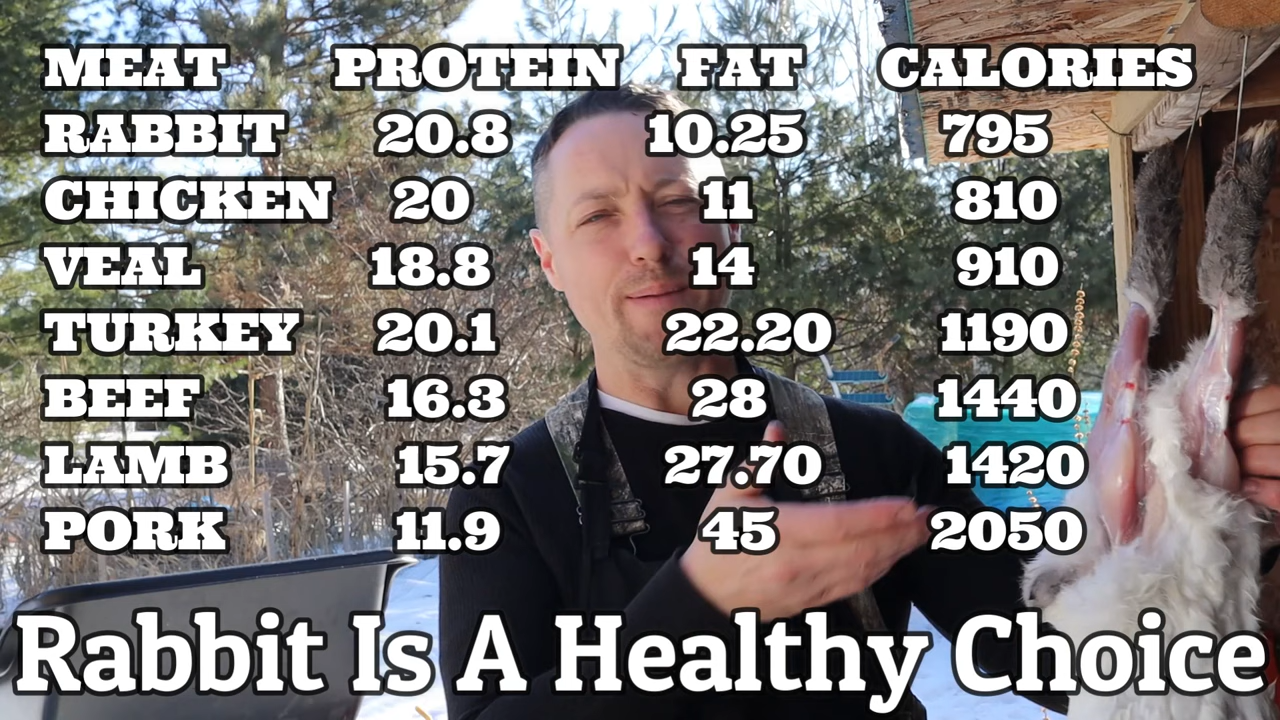 MEAT PROTEIN FAT CALORIES
RABBIT 20.8 10.25 795
CHICKEN 20 11 810
VEAL 18.8 14 910
TURKEY 20.1 22.20 1190
BEEF 16.3 28 1440
LAMB 15.7 27.70 1420
PORK 11.9 45 2050
Rabbit Is A Healthy Choice